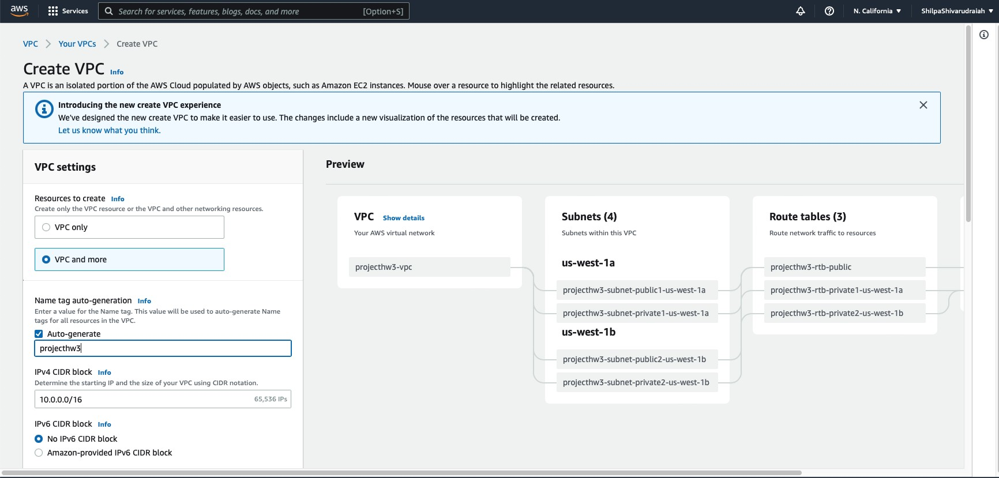 aws
Services
Search for services, features, blogs, docs, and more
[Option+S]
N. California
ShilpaShivarudraiah
VPC
Your VPCs
Create VPC
Create VPC Info
A VPC is an isolated portion of the AWS Cloud populated by AWS objects, such as Amazon EC2 instances. Mouse over a resource to highlight the related resources.
Introducing the new create VPC experience
We've designed the new create VPC to make it easier to use. The changes include a new visualization of the resources that will be created.
Let us know what you think.
VPC settings
Resources to create Info
Create only the VPC resource or the VPC and other networking resources.
VPC only
VPC and more
Name tag auto-generation Info
Enter a value for the Name tag. This value will be used to auto-generate Name
tags for all resources in the VPC.
Auto-generate
projecthw3
IPv4 CIDR block Info
Determine the starting IP and the size of your VPC using CIDR notation.
10.0.0.0/16
65,536 IPs
IPv6 CIDR block Info
No IPv6 CIDR block
Amazon-provided IPv6 CIDR block
Preview
VPC Show details
Your AWS virtual network
projecthw3-vpc
Subnets (4)
Subnets within this VPC
us-west-1a
projecthw3-subnet-public1-us-west-1a
projecthw3-subnet-private1-us-west-1a
us-west-1b
projecthw3-subnet-public2-us-west-1b
projecthw3-subnet-private2-us-west-1b
Route tables (3)
Route network traffic to resources
projecthw3-rtb-public
projecthw3-rtb-private1-us-west-1a
projecthw3-rtb-private2-us-west-1b